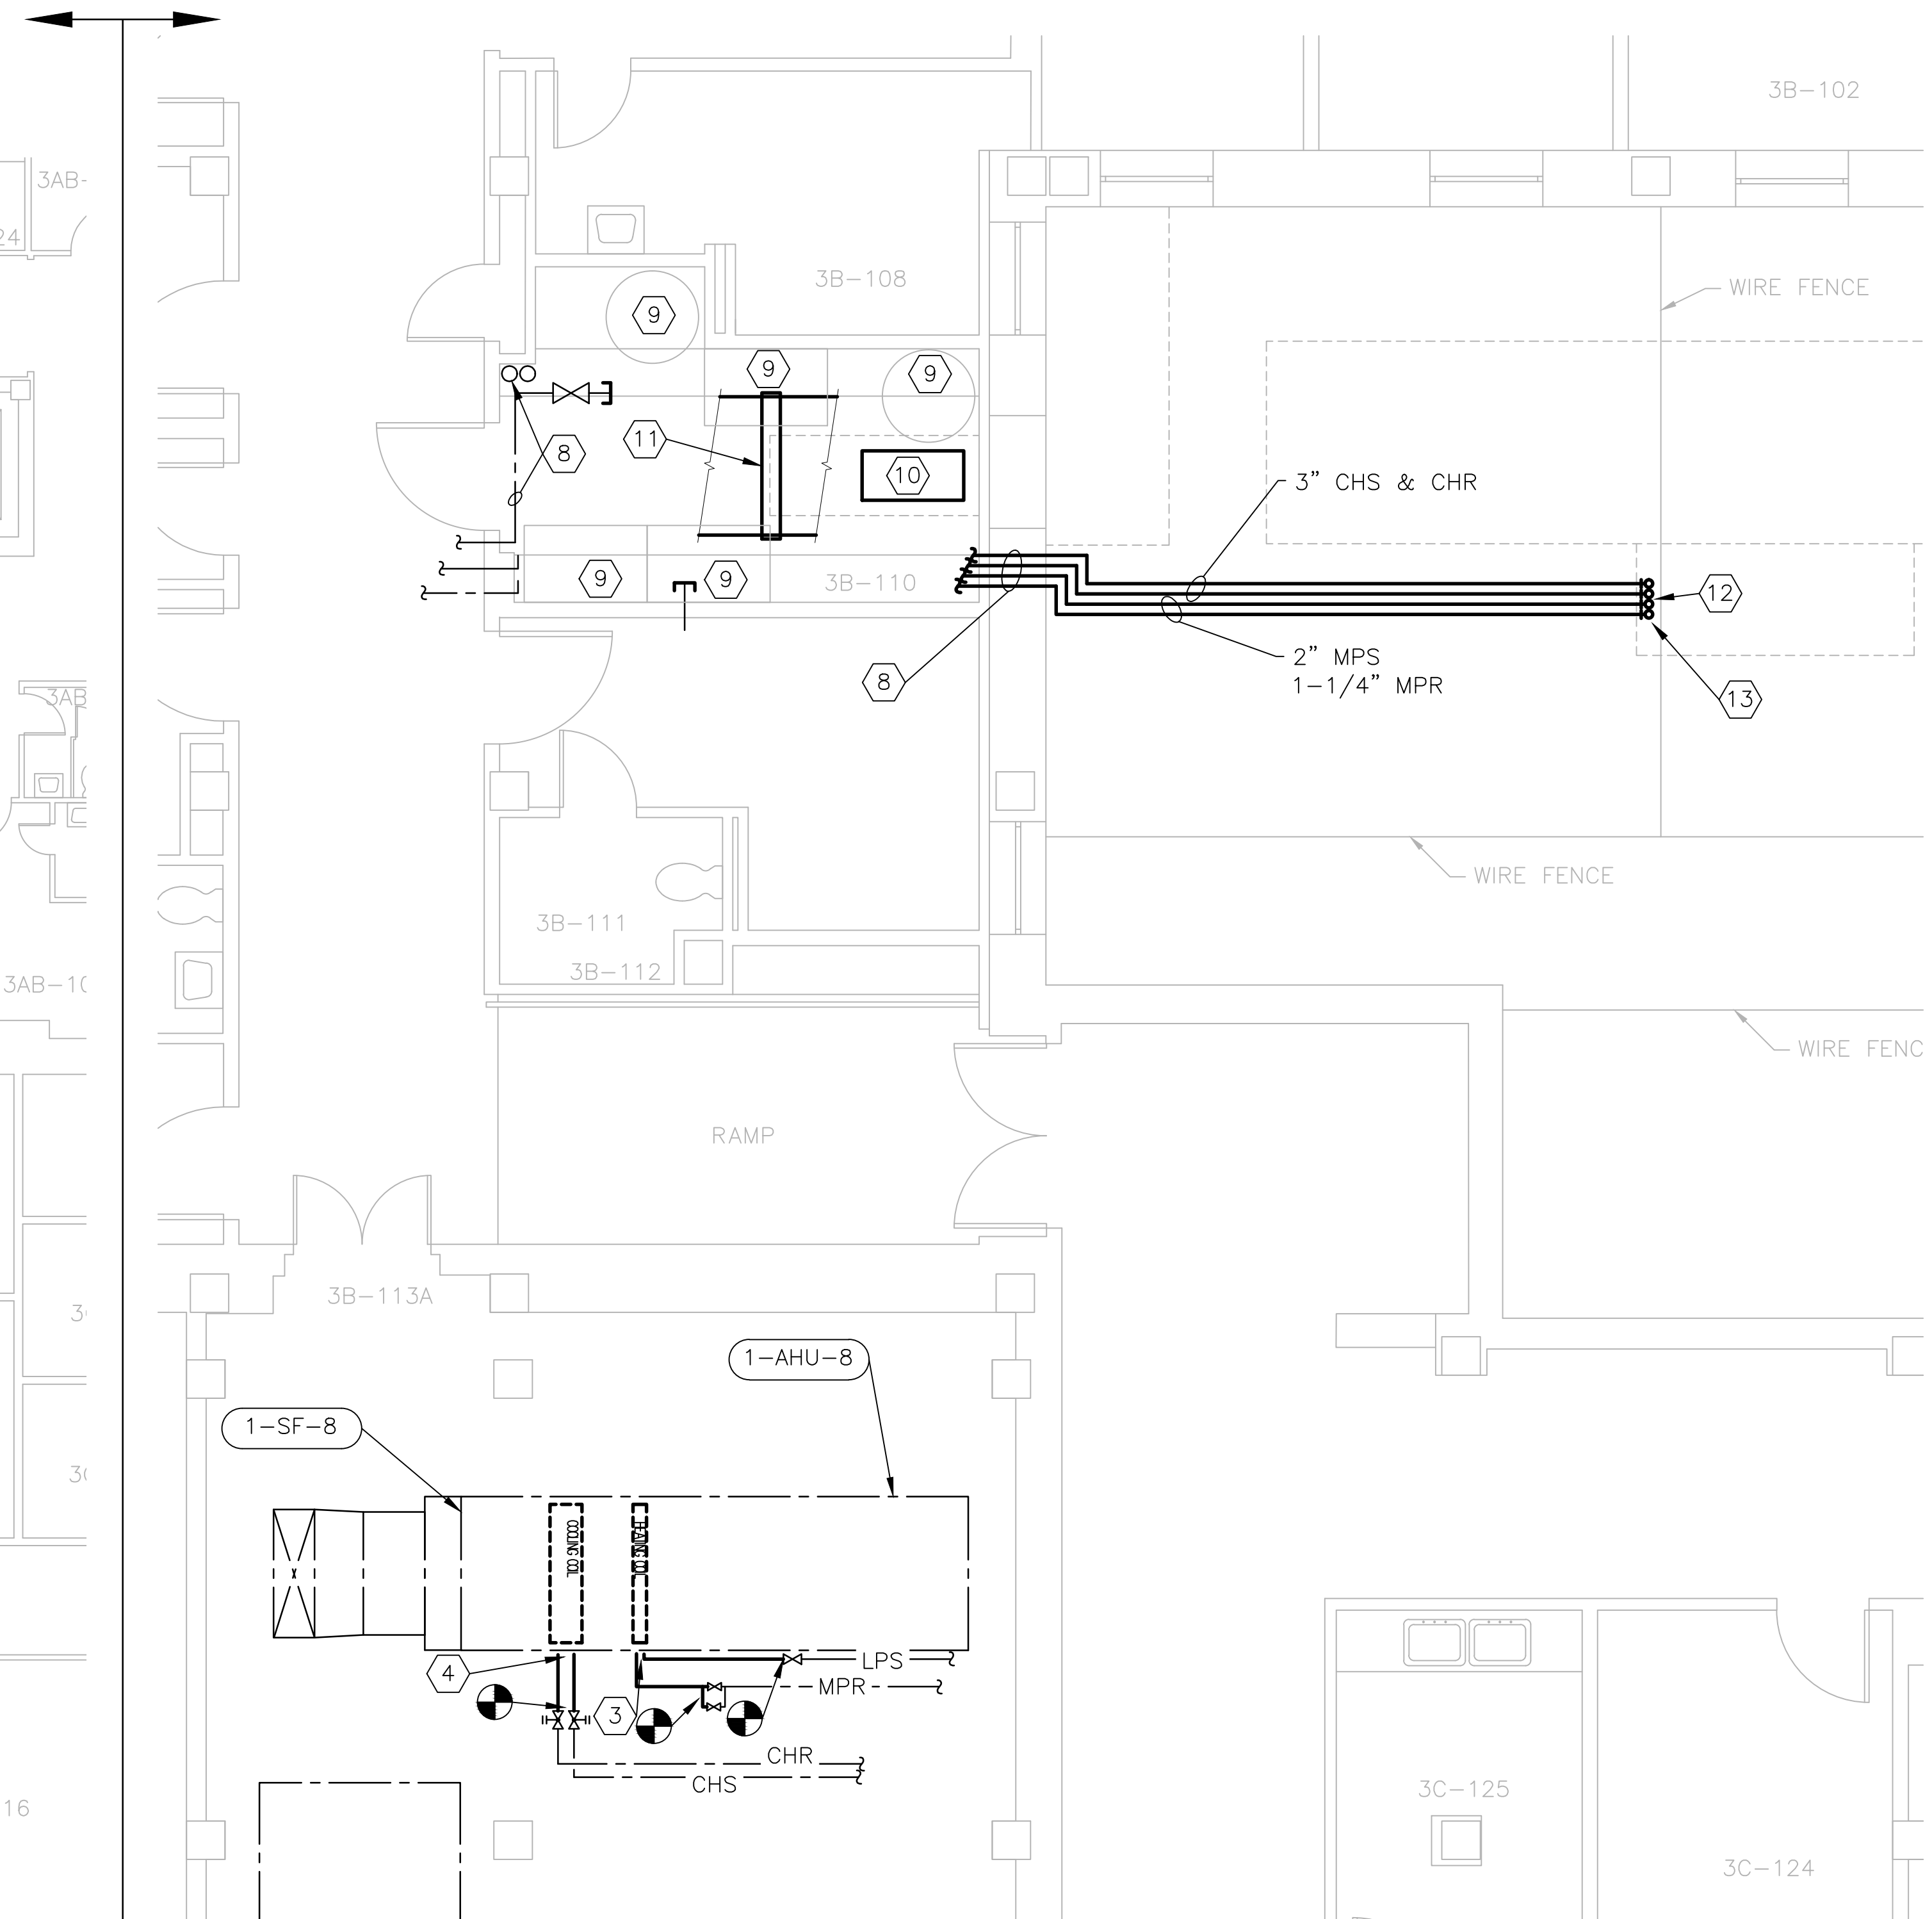 3B-102
3AB-
24
3B-108
WIRE FENCE
9
9
9
11
8
10
3" CHS & CHR
9
9
3B-110
12
8
2" MPS
1-1/4" MPR
13
3AB
WIRE FENCE
3B-111
3B-112
3AB-10
WIRE FENC
RAMP
3B-113A
1-AHU-8
1-SF-8
COOLING COIL
HEATING COIL
4
LPS
MPR
3
CHR
CHS
3C-125
16
3C-124